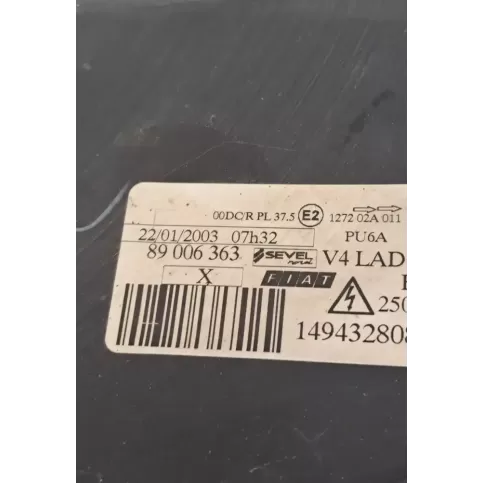 00DC/R PL 37.5 E2 1272 02A 011
22/01/2003 07h32 PU6A
89 006 363 SEVEL nord V4 LAD
X FIAT
250
149432808